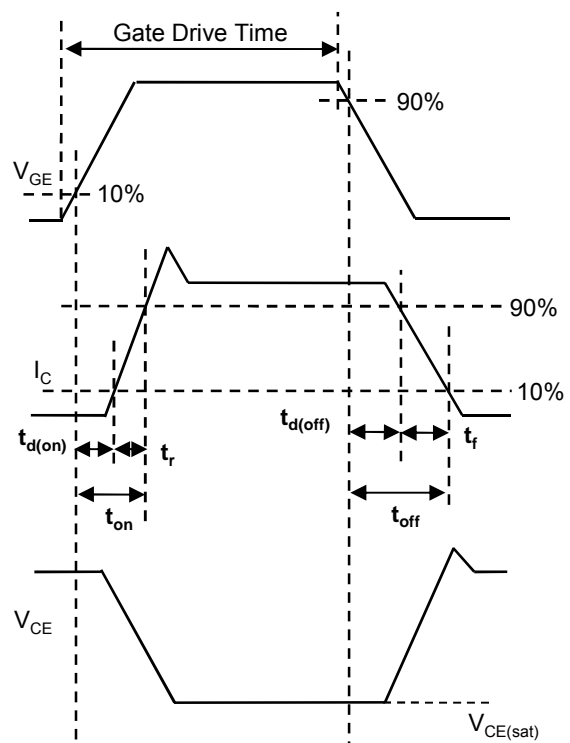 Gate Drive Time
90%
V_GE
10%
90%
I_C
10%
t_d(on)
t_r
t_d(off)
t_f
t_on
t_off
V_CE
V_CE(sat)